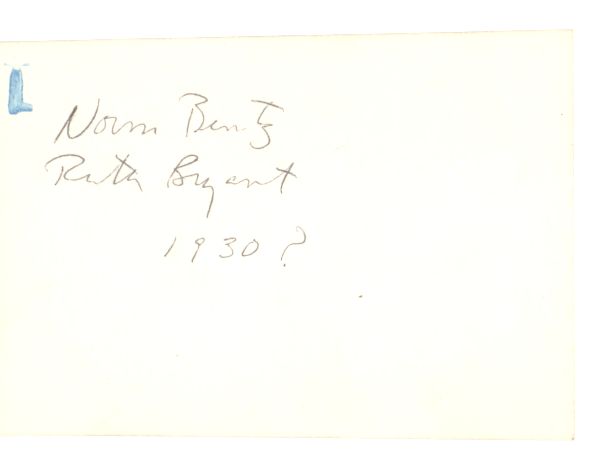 L
Norm Bentz
Ruth Bryant
1930 ?